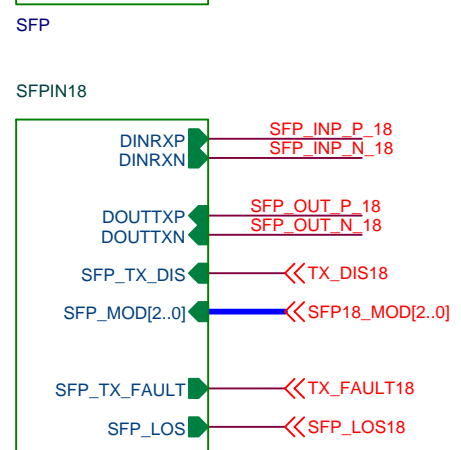 SFP
SFPIN18
DINRXP SFP_INP_P_18
DINRXN SFP_INP_N_18
DOUTTXP SFP_OUT_P_18
DOUTTXN SFP_OUT_N_18
SFP_TX_DIS TX_DIS18
SFP_MOD[2..0] SFP18_MOD[2..0]
SFP_TX_FAULT TX_FAULT18
SFP_LOS SFP_LOS18